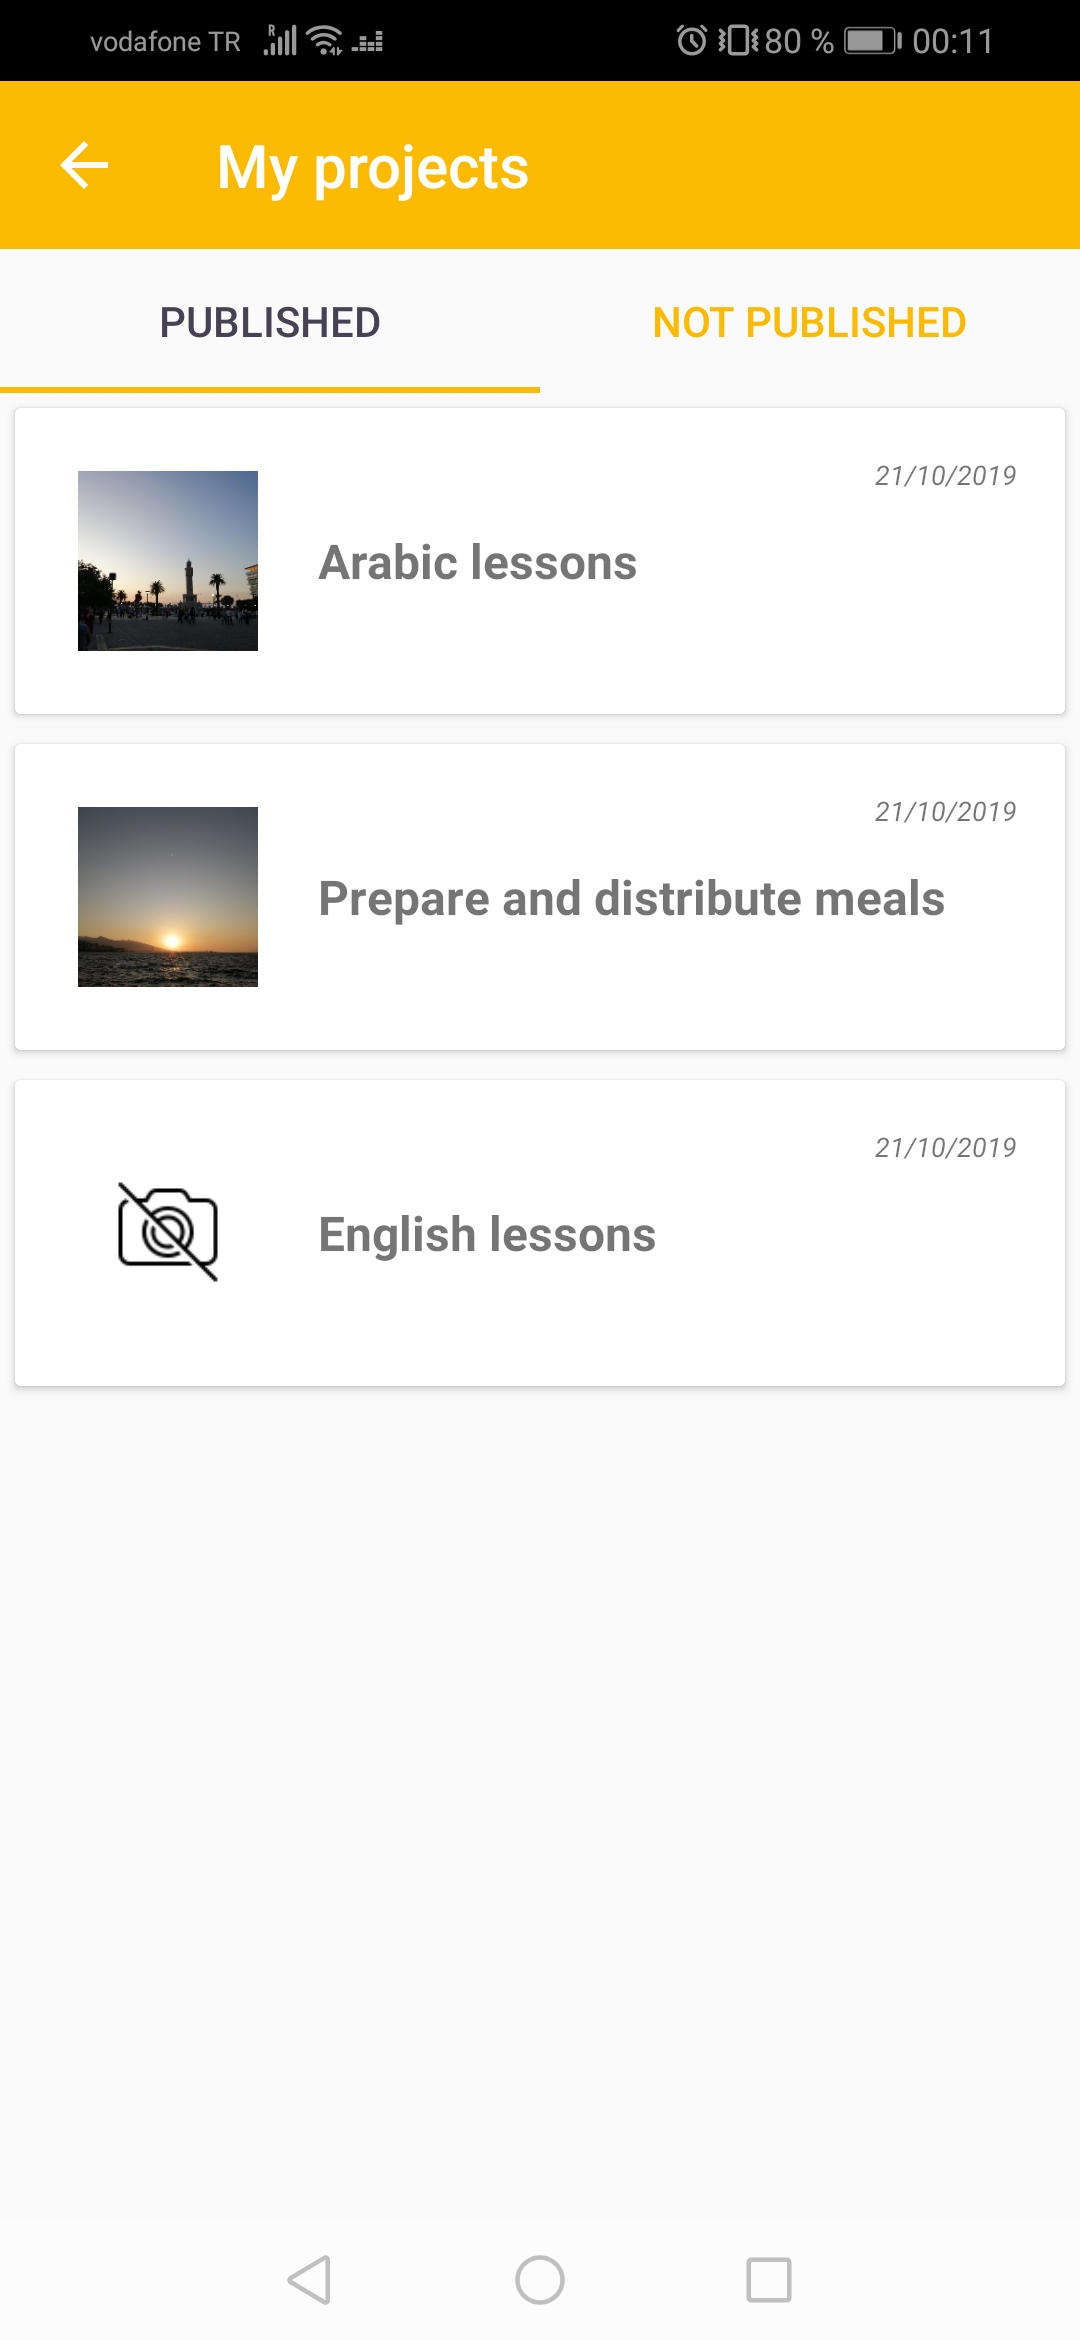 vodafone TR R 80 % 00:11
My projects
PUBLISHED NOT PUBLISHED
21/10/2019
Arabic lessons
21/10/2019
Prepare and distribute meals
21/10/2019
English lessons